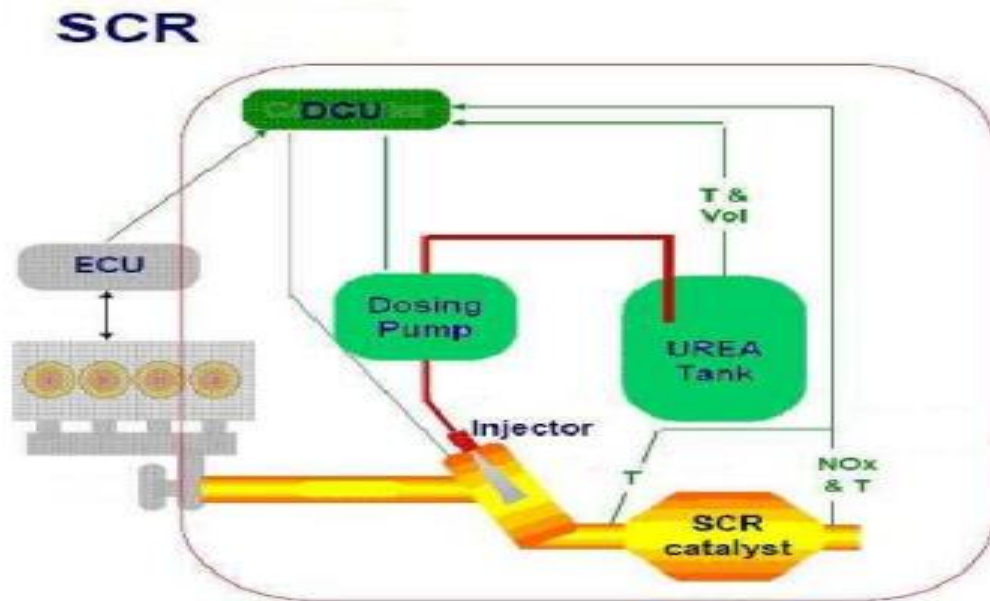 SCR
DCU
T &
Vol
ECU
Dosing
Pump
UREA
Tank
Injector
T
NOx
& T
SCR
catalyst